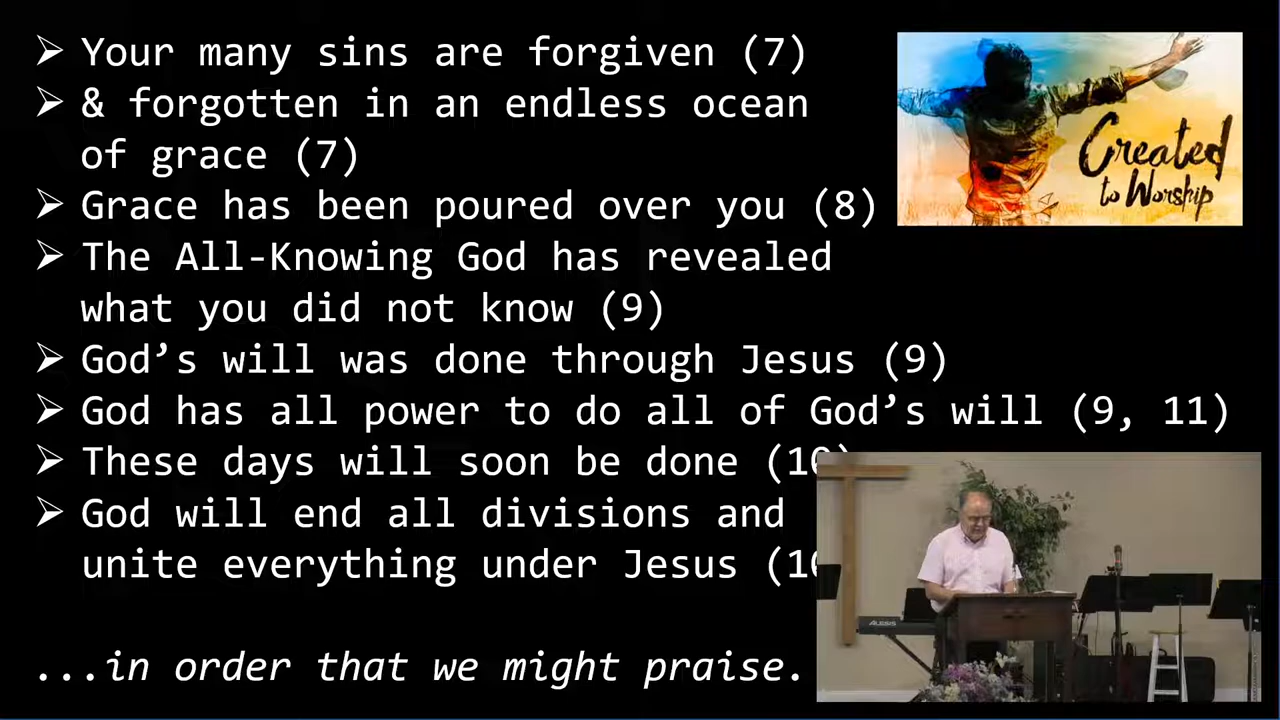 ➢ Your many sins are forgiven (7)
➢ & forgotten in an endless ocean
of grace (7)
➢ Grace has been poured over you (8)
➢ The All-Knowing God has revealed
what you did not know (9)
➢ God’s will was done through Jesus (9)
➢ God has all power to do all of God’s will (9, 11)
➢ These days will soon be done (10)
➢ God will end all divisions and
unite everything under Jesus (10
...in order that we might praise.
Created
to Worship
ALESIS